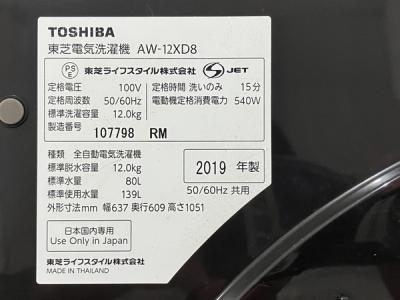 TOSHIBA
東芝電気洗濯機 AW-12XD8
PS E 東芝ライフスタイル株式会社 S JET
定格電圧 100V 定格時間 洗いのみ 15分
定格周波数 50/60Hz 電動機定格消費電力 540W
標準洗濯容量 12.0kg
製造番号 107798 RM
種類 全自動電気洗濯機
標準脱水容量 12.0kg 2019 年製
標準水量 80L
標準使用水量 139L 50/60Hz 共用
外形寸法mm 幅637 奥行609 高さ1051
日本国内専用
Use Only in Japan
東芝ライフスタイル株式会社
MADE IN THAILAND